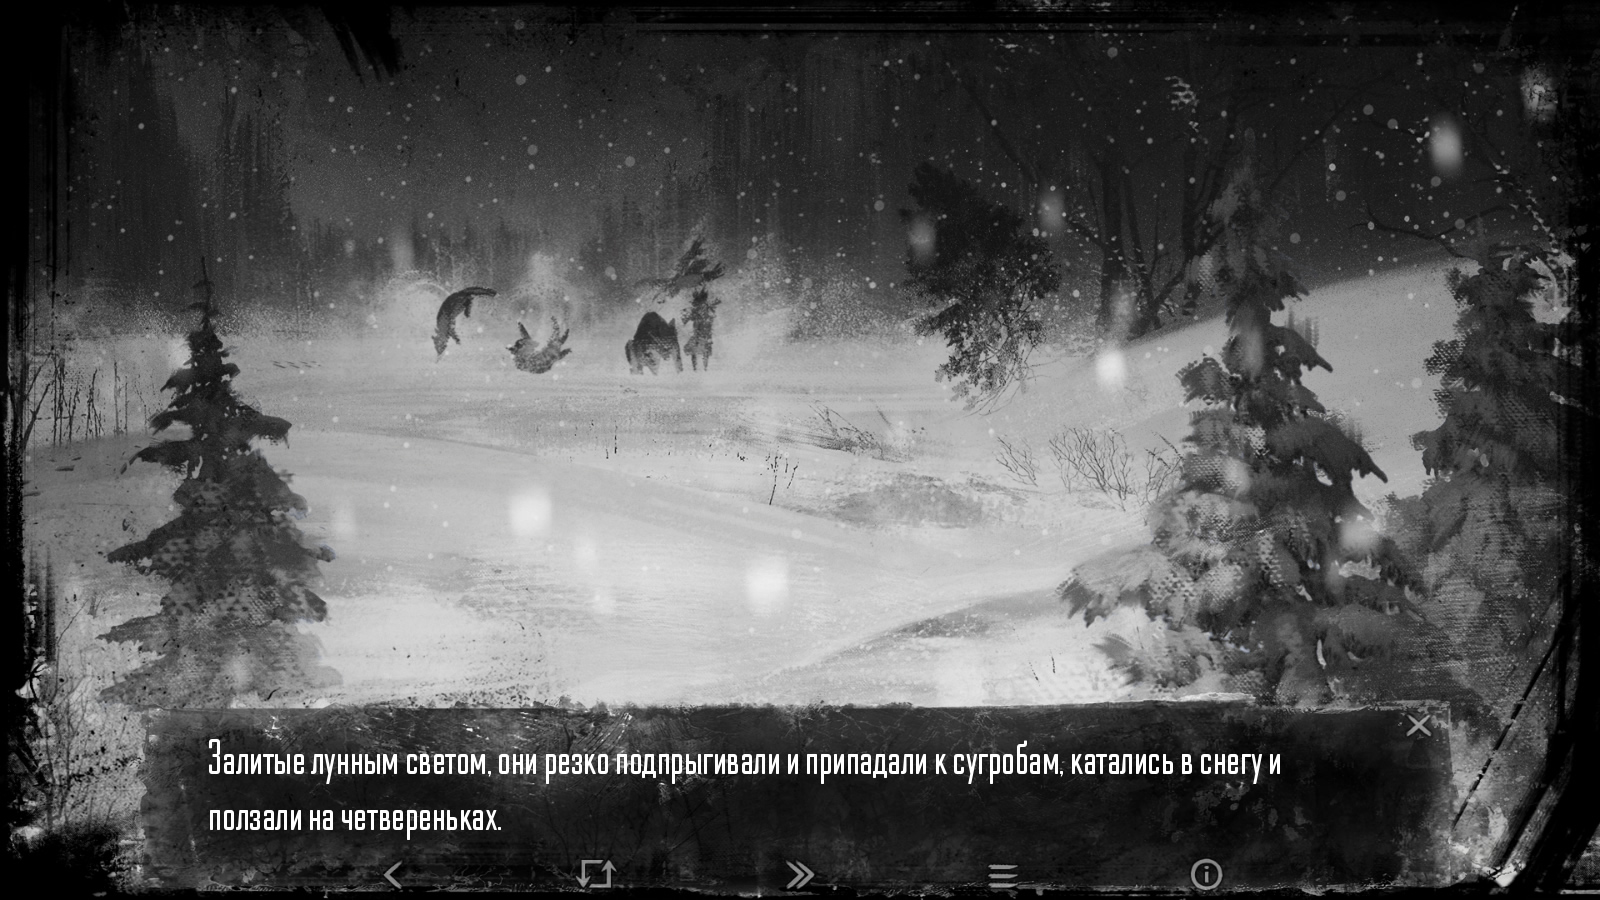 Залитые лунным светом, они резко подпрыгивали и припадали к сугробам, катались в снегу и
ползали на четвереньках.